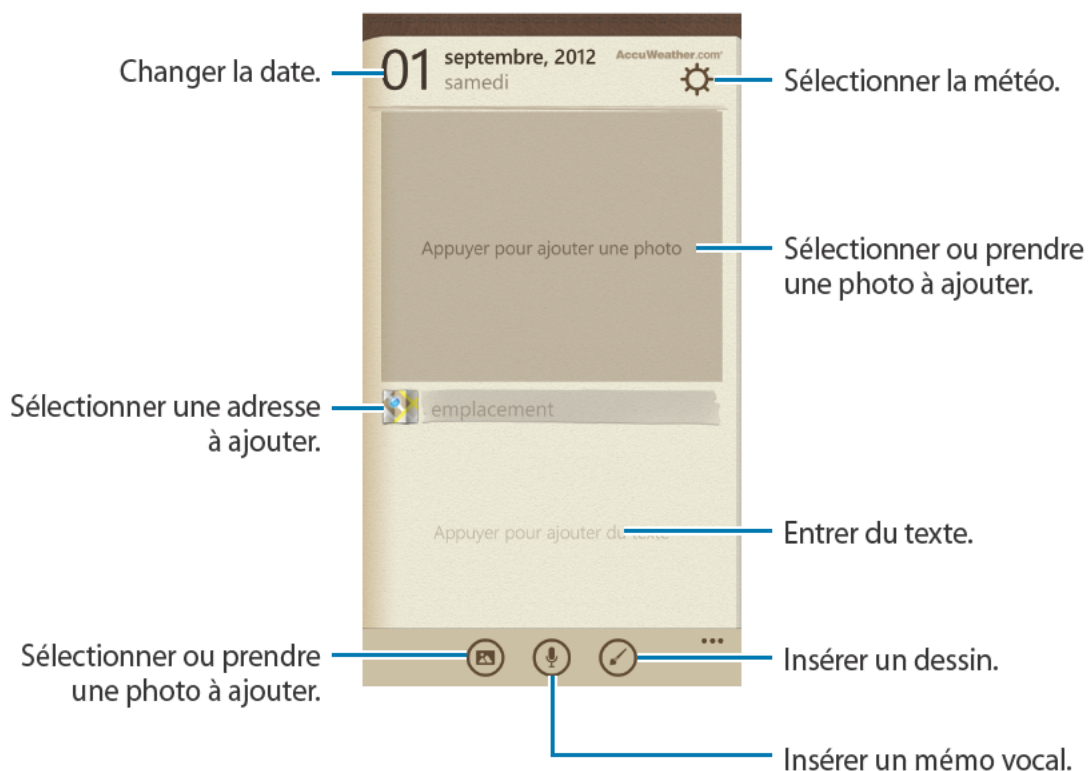 Changer la date.
01
septembre, 2012
samedi
AccuWeather.com
Sélectionner la météo.
Appuyer pour ajouter une photo
Sélectionner ou prendre
une photo à ajouter.
Sélectionner une adresse
à ajouter.
emplacement
Appuyer pour ajouter du texte
Entrer du texte.
Sélectionner ou prendre
une photo à ajouter.
Insérer un dessin.
Insérer un mémo vocal.